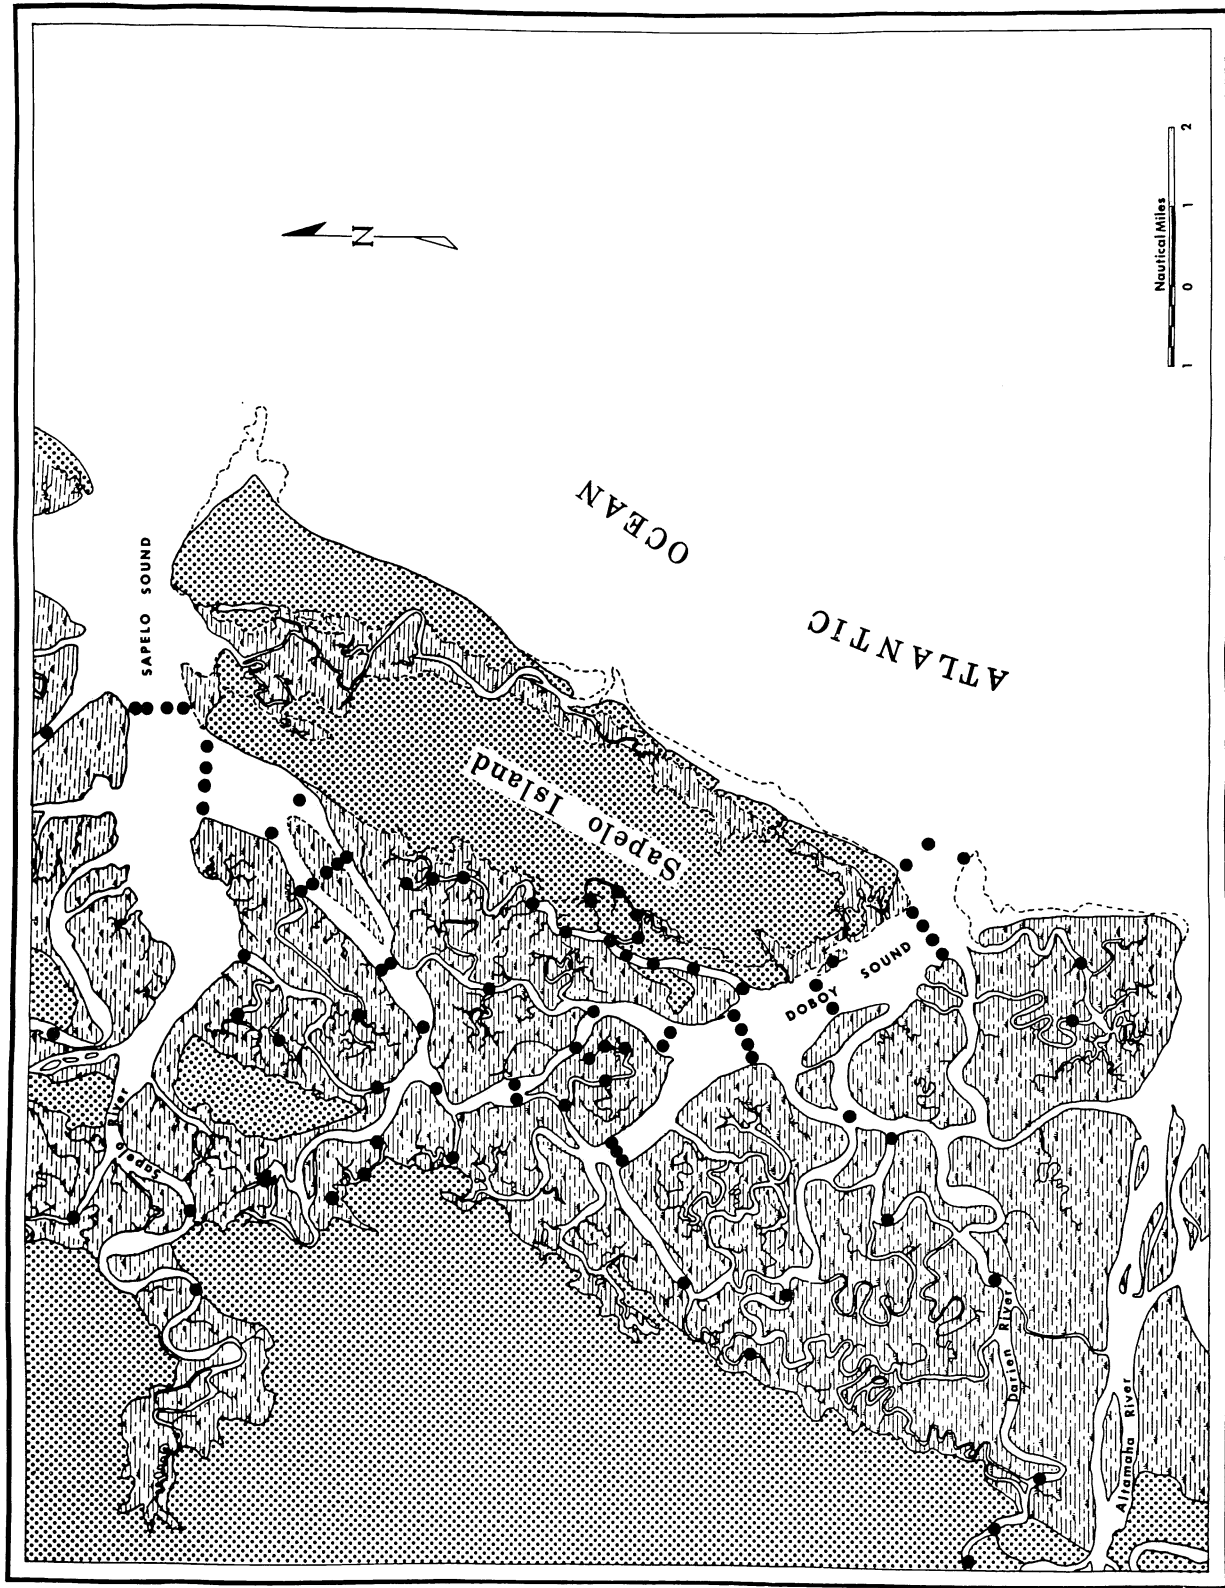 SAPELO SOUND
N
Nautical Miles
1 0 1 2
ATLANTIC
OCEAN
Sapelo
Island
DOBOY SOUND
Sapelo River
Darien River
Altamaha River